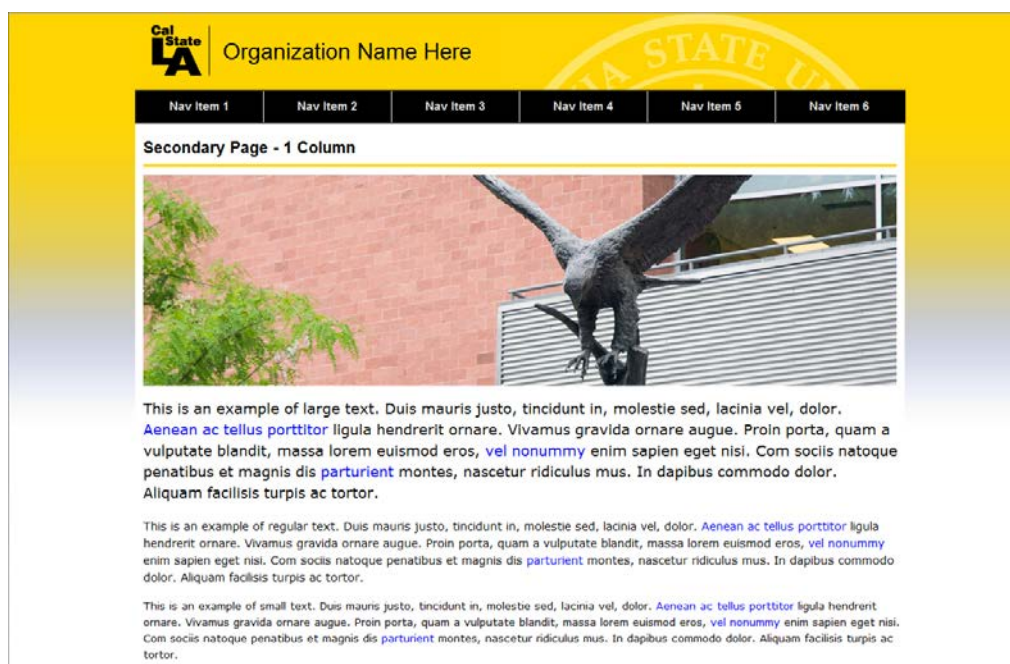 Cal
State
LA
Organization Name Here
STATE
Nav Item 1
Nav Item 2
Nav Item 3
Nav Item 4
Nav Item 5
Nav Item 6
Secondary Page - 1 Column
This is an example of large text. Duis mauris justo, tincidunt in, molestie sed, lacinia vel, dolor.
Aenean ac tellus porttitor ligula hendrerit ornare. Vivamus gravida ornare augue. Proin porta, quam a
vulputate blandit, massa lorem euismod eros, vel nonummy enim sapien eget nisi. Com sociis natoque
penatibus et magnis dis parturient montes, nascetur ridiculus mus. In dapibus commodo dolor.
Aliquam facilisis turpis ac tortor.
This is an example of regular text. Duis mauris justo, tincidunt in, molestie sed, lacinia vel, dolor. Aenean ac tellus porttitor ligula
hendrerit ornare. Vivamus gravida ornare augue. Proin porta, quam a vulputate blandit, massa lorem euismod eros, vel nonummy
enim sapien eget nisi. Com sociis natoque penatibus et magnis dis parturient montes, nascetur ridiculus mus. In dapibus commodo
dolor. Aliquam facilisis turpis ac tortor.
This is an example of small text. Duis mauris justo, tincidunt in, molestie sed, lacinia vel, dolor. Aenean ac tellus porttitor ligula hendrerit
ornare. Vivamus gravida ornare augue. Proin porta, quam a vulputate blandit, massa lorem euismod eros, vel nonummy enim sapien eget nisi.
Com sociis natoque penatibus et magnis dis parturient montes, nascetur ridiculus mus. In dapibus commodo dolor. Aliquam facilisis turpis ac
tortor.